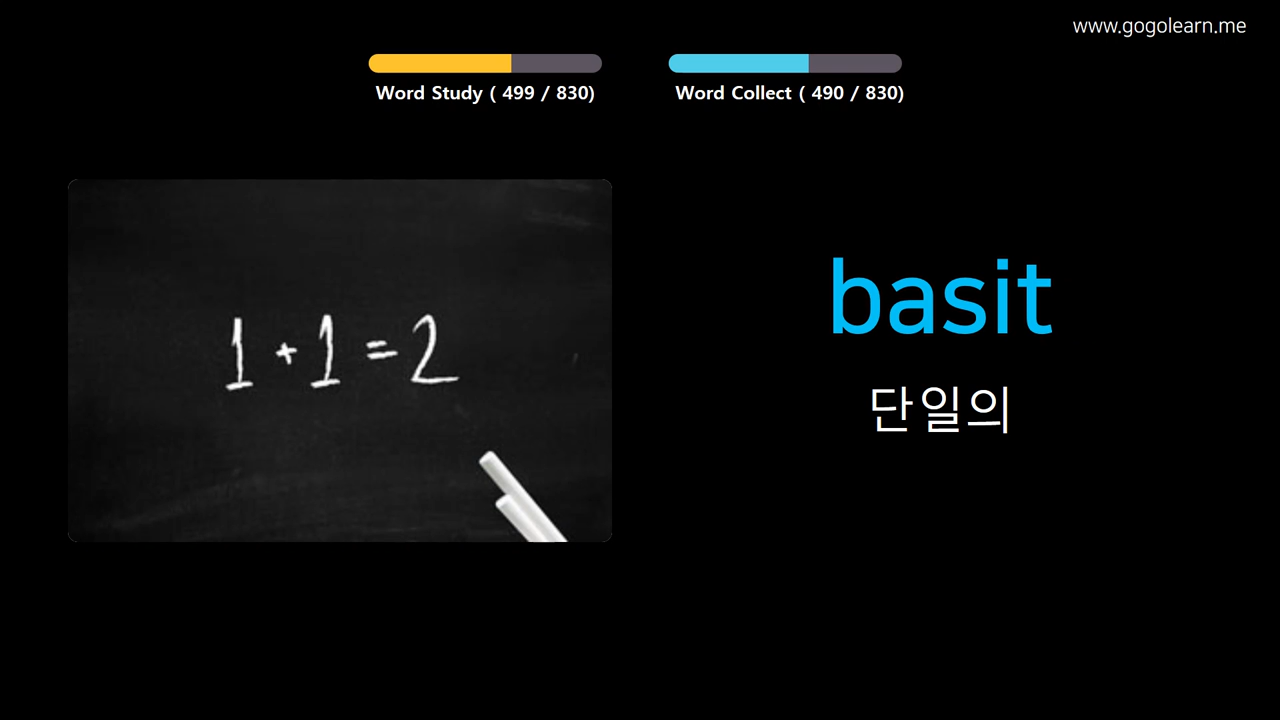 www.gogolearn.me
Word Study ( 499 / 830)
Word Collect ( 490 / 830)
1 + 1 = 2
basit
단일의